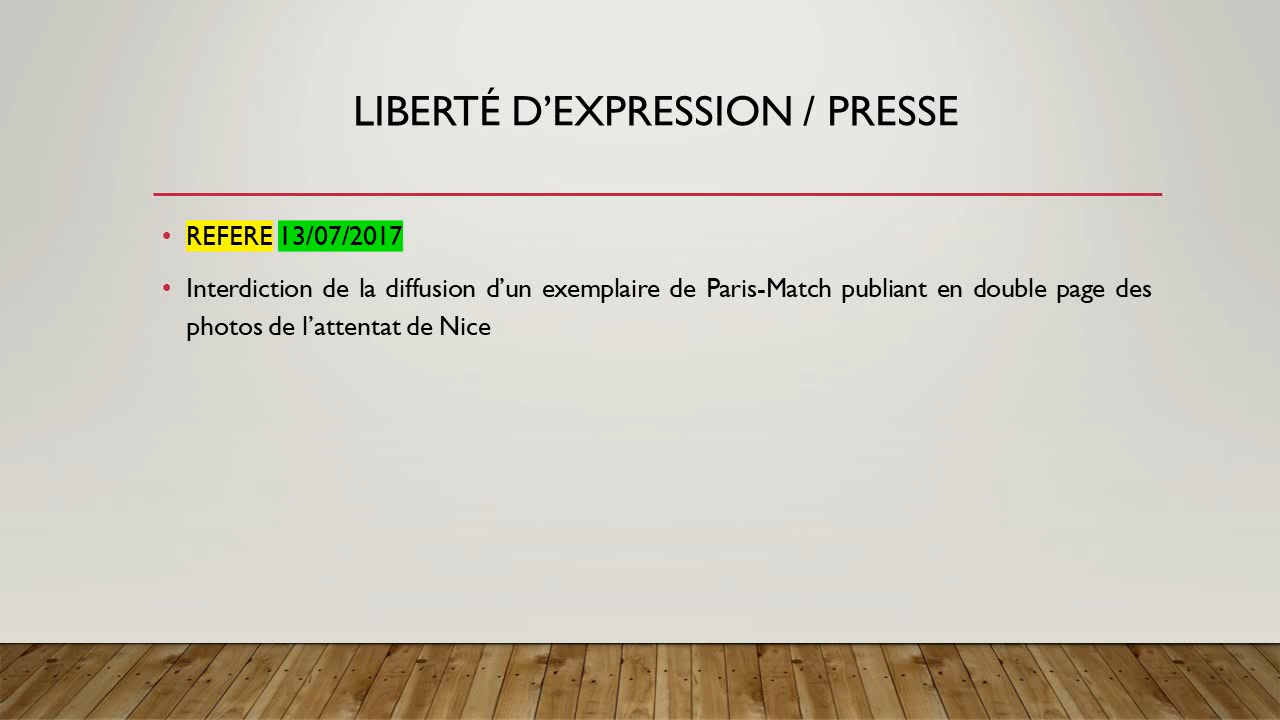 LIBERTÉ D’EXPRESSION / PRESSE
• REFERE 13/07/2017
• Interdiction de la diffusion d’un exemplaire de Paris-Match publiant en double page des
photos de l’attentat de Nice